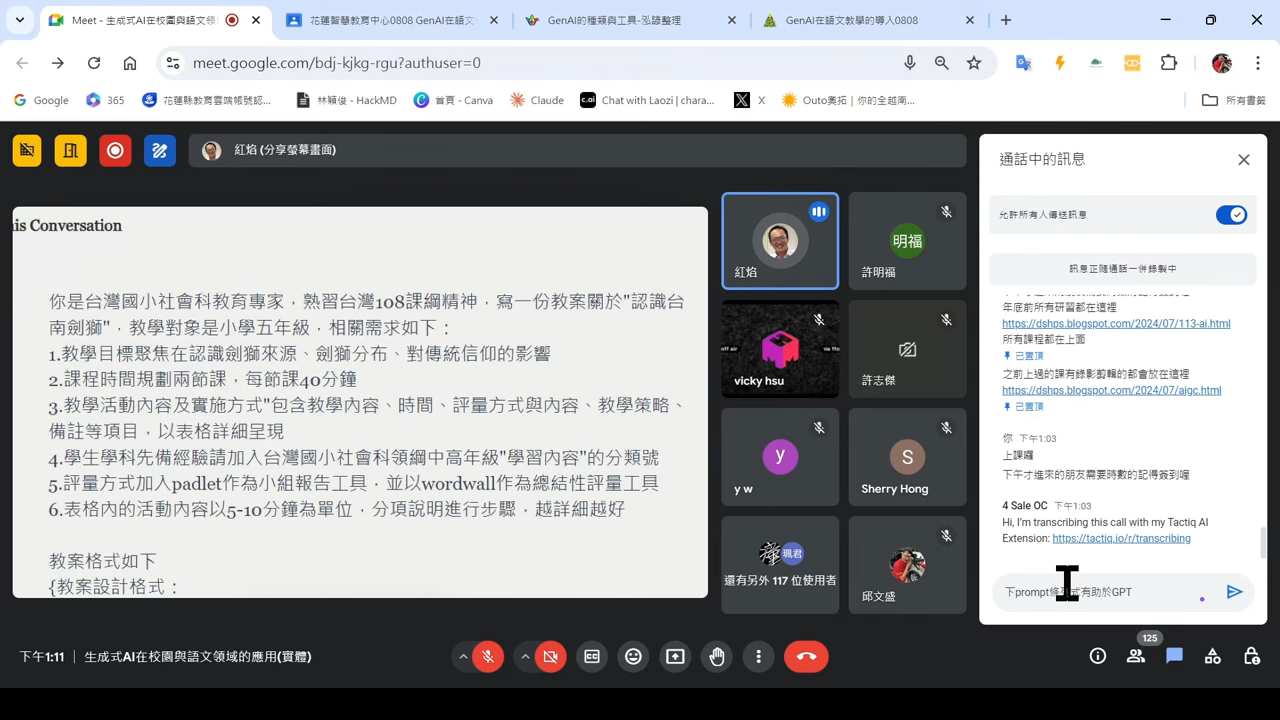 Meet - 生成式AI在校園與語文領
花蓮智慧教育中心0808 GenAI在語文
GenAI的種類與工具-泓諺整理
GenAI在語文教學的導入0808
meet.google.com/bdj-kjkg-rgu?authuser=0
Google
365
花蓮縣教育雲端帳號認...
林穎俊 - HackMD
首頁 - Canva
Claude
c.ai
Chat with Laozi (chara...
X
Outo奧拓｜你的全越南...
所有書籤
紅焰 (分享螢幕畫面)
通話中的訊息
允許所有人傳送訊息
訊息正隨通話一併錄製中
年底前所有研習都在這裡
https://dshps.blogspot.com/2024/07/113-ai.html
所有課程都在上面
已置頂
之前上過的課有錄影剪輯的都會放在這裡
https://dshps.blogspot.com/2024/07/aigc.html
已置頂
你 下午1:03
上課囉
下午才進來的朋友需要時數的記得簽到喔
4 Sale OC 下午1:03
Hi, I'm transcribing this call with my Tactiq AI
Extension: https://tactiq.io/r/transcribing
下prompt條列式有助於GPT
is Conversation
你是台灣國小社會科教育專家，熟習台灣108課綱精神，寫一份教案關於"認識台
南劍獅"，教學對象是小學五年級，相關需求如下：
1.教學目標聚焦在認識劍獅來源、劍獅分布、對傳統信仰的影響
2.課程時間規劃兩節課，每節課40分鐘
3.教學活動內容及實施方式"包含教學內容、時間、評量方式與內容、教學策略、
備註等項目，以表格詳細呈現
4.學生學科先備經驗請加入台灣國小社會科領綱中高年級"學習內容"的分類號
5.評量方式加入padlet作為小組報告工具，並以wordwall作為總結性評量工具
6.表格內的活動內容以5-10分鐘為單位，分項說明進行步驟，越詳細越好
教案格式如下
{教案設計格式：
紅焰
明福
許明福
vicky hsu
許志傑
y
y w
S
Sherry Hong
珮君
還有另外 117 位使用者
邱文盛
下午1:11
生成式AI在校園與語文領域的應用(實體)
125